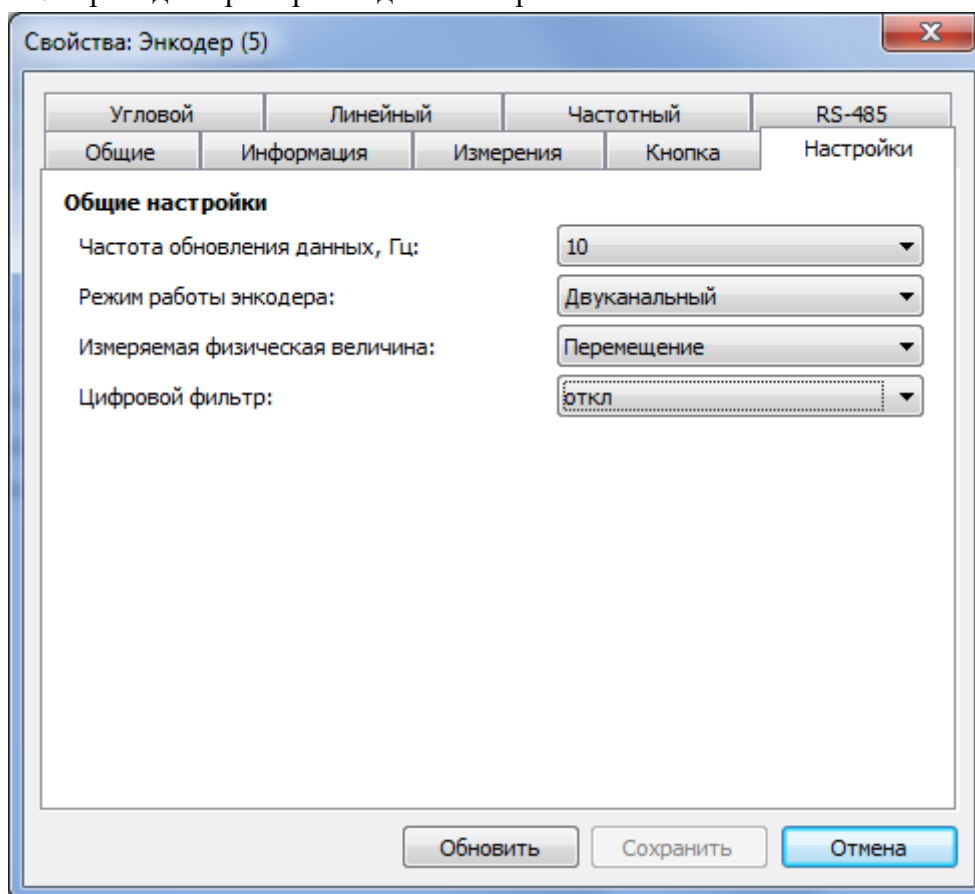 Свойства: Энкодер (5)
Угловой Линейный Частотный RS-485
Общие Информация Измерения Кнопка Настройки
Общие настройки
Частота обновления данных, Гц: 10
Режим работы энкодера: Двуканальный
Измеряемая физическая величина: Перемещение
Цифровой фильтр: откл
Обновить Сохранить Отмена